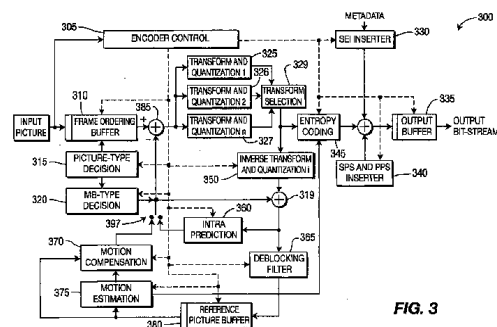 METADATA
300
305
ENCODER CONTROL
325
330
SEI INSERTER
TRANSFORM AND
QUANTIZATION 1
326
329
310
385
TRANSFORM AND
QUANTIZATION 2
TRANSFORM
SELECTION
335
INPUT
PICTURE
FRAME ORDERING
BUFFER
+
TRANSFORM AND
QUANTIZATION n
327
ENTROPY
CODING
345
OUTPUT
BUFFER
OUTPUT
BIT-STREAM
315
PICTURE-TYPE
DECISION
350
INVERSE TRANSFORM
AND QUANTIZATION i
SPS AND PPS
INSERTER
340
320
MB-TYPE
DECISION
319
397
360
INTRA
PREDICTION
365
370
MOTION
COMPENSATION
DEBLOCKING
FILTER
375
MOTION
ESTIMATION
REFERENCE
PICTURE BUFFER
380
FIG. 3